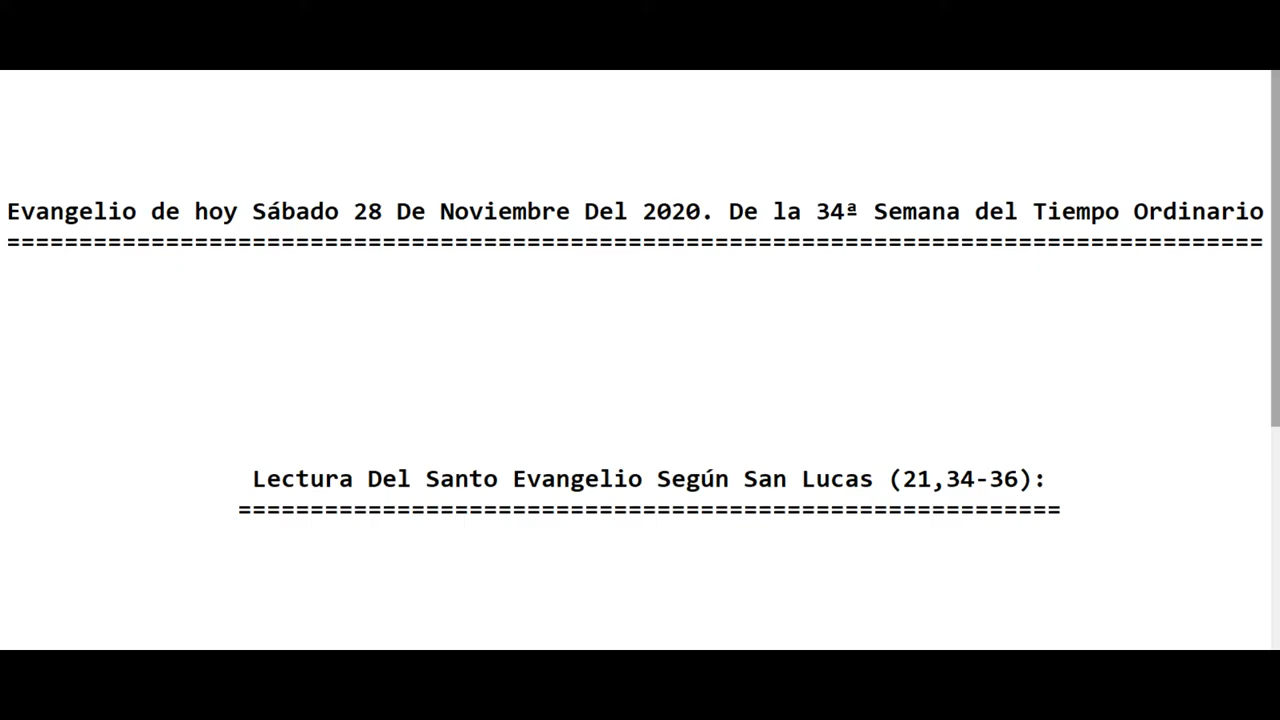 Evangelio de hoy Sábado 28 De Noviembre Del 2020. De la 34ª Semana del Tiempo Ordinario
=======================================================================================
Lectura Del Santo Evangelio Según San Lucas (21,34-36):
=========================================================